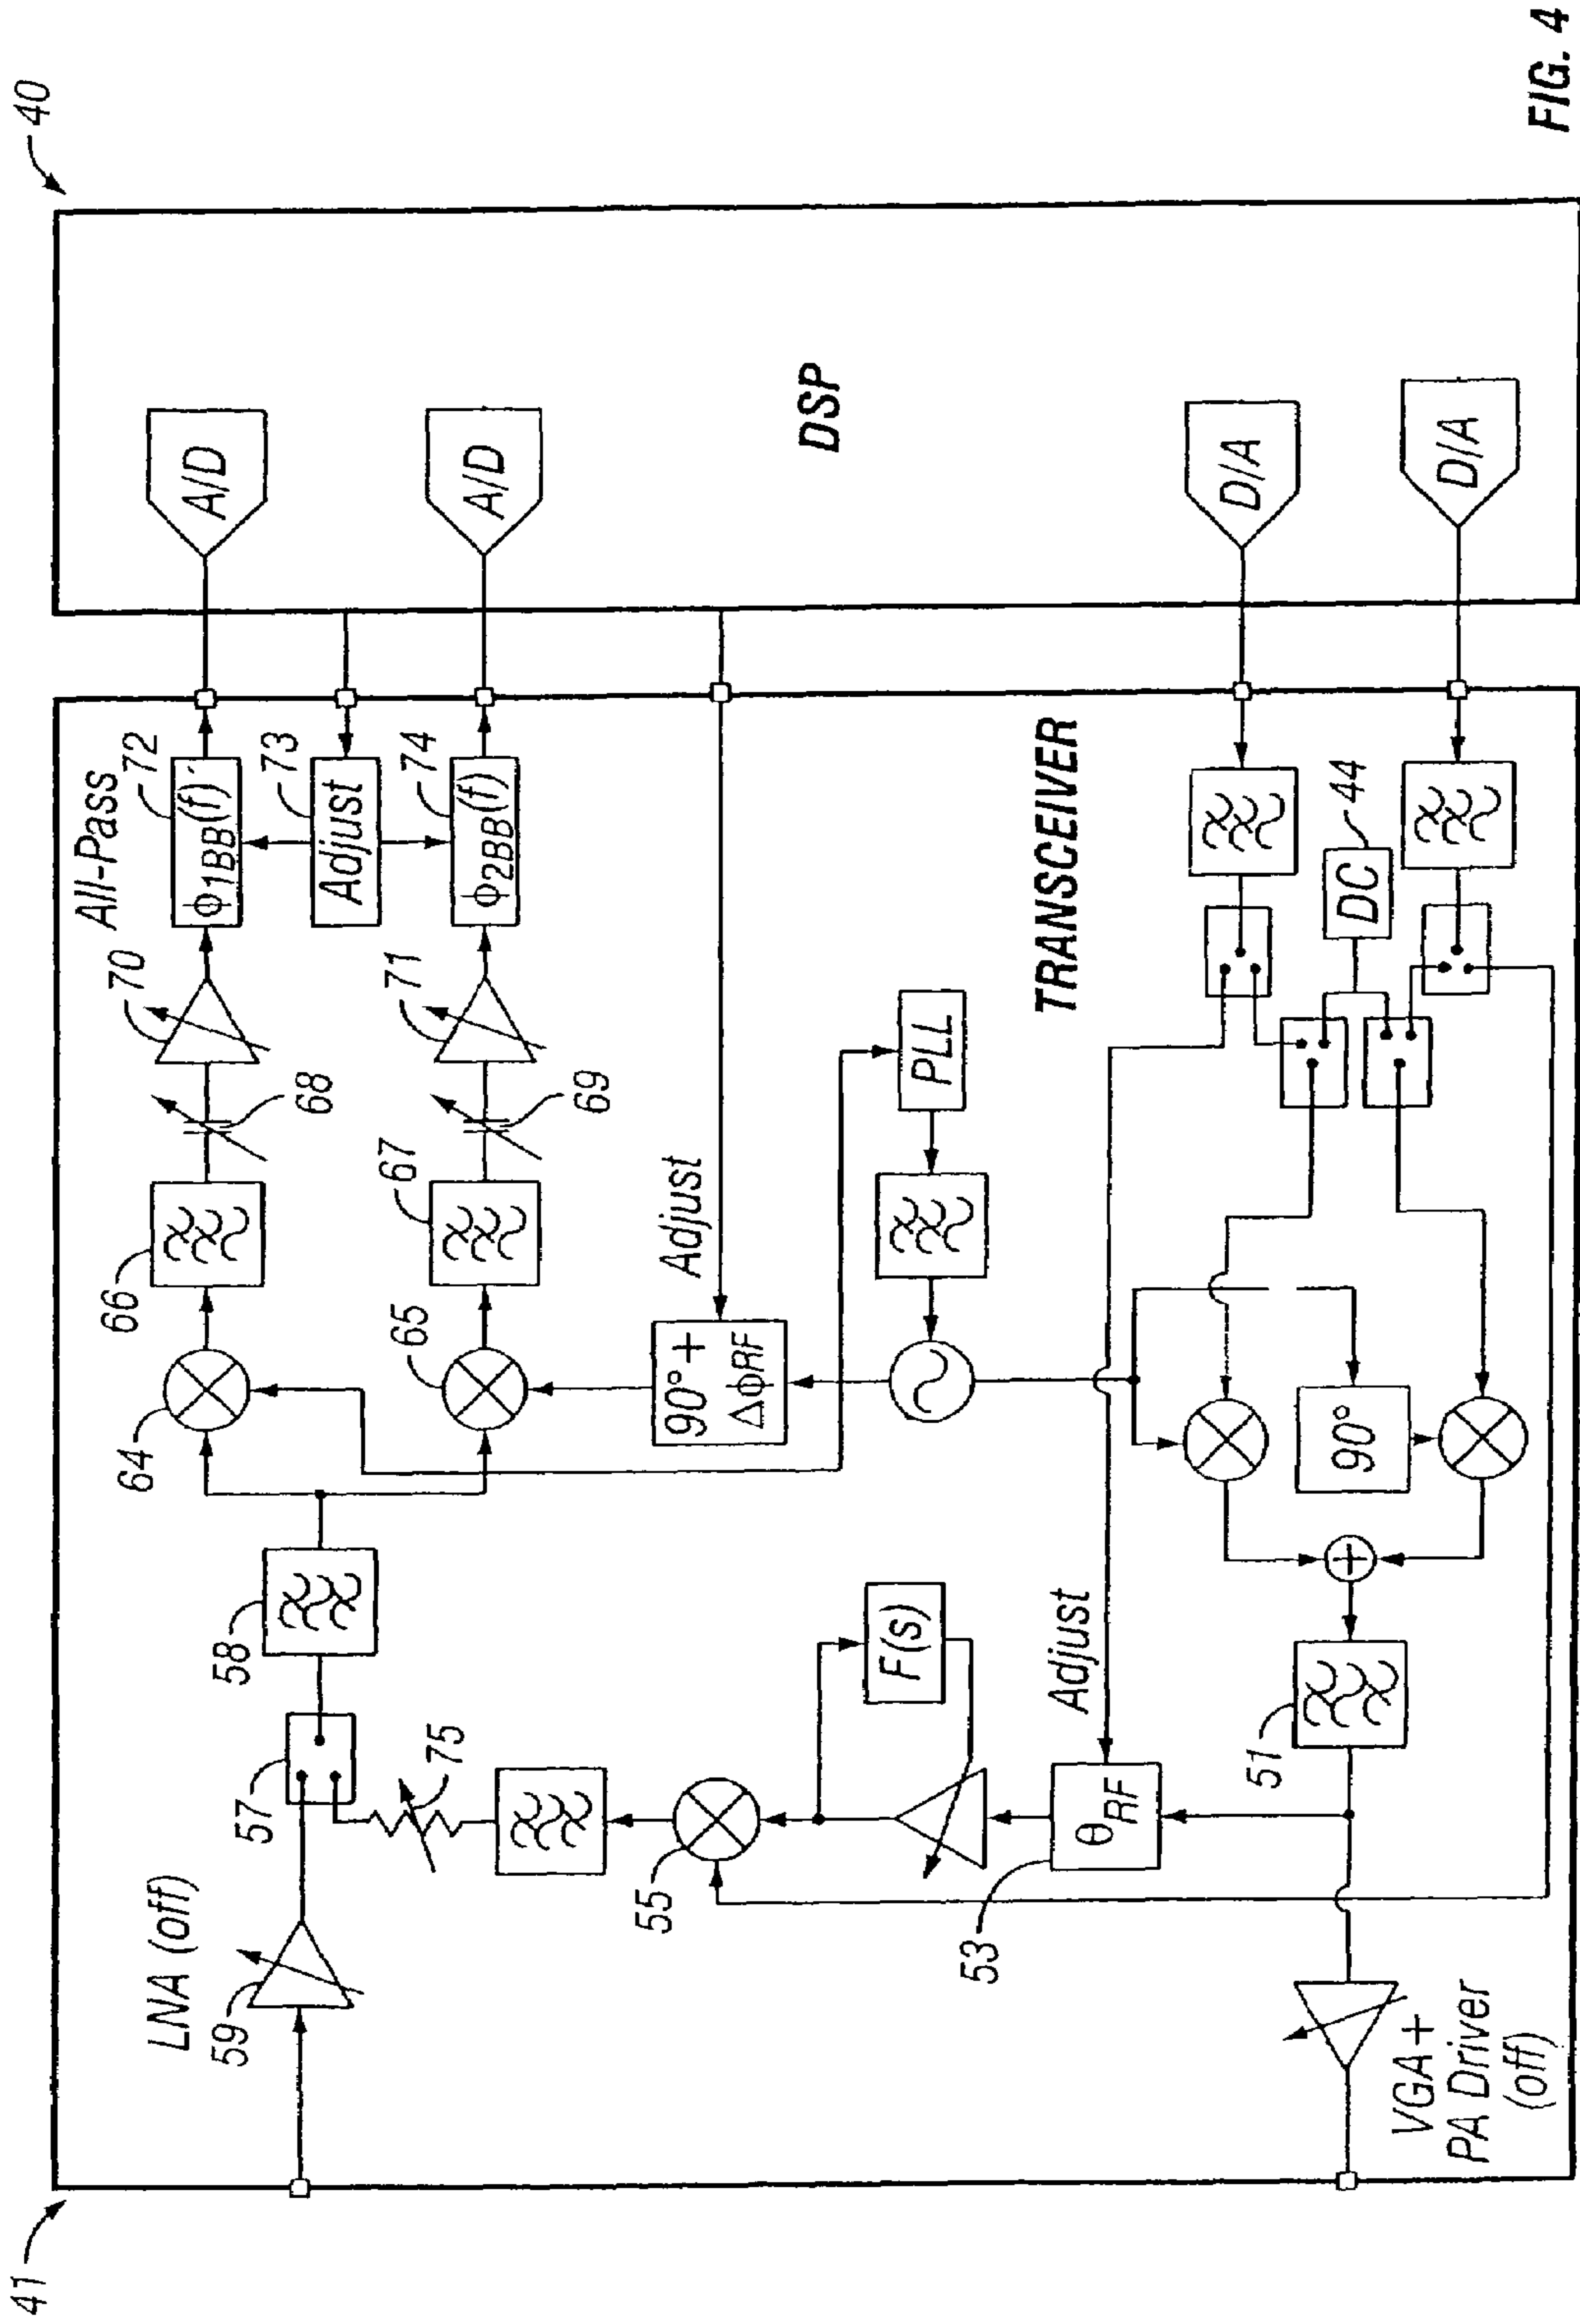 40
41
LNA (off)
59
57
58
64
66
68
70
All-Pass
72
ϕ1BB(f)
A/D
73
Adjust
65
67
69
71
74
ϕ2BB(f)
A/D
75
90° +
ΔϕRF
Adjust
55
F(s)
PLL
DSP
53
θRF
Adjust
TRANSCEIVER
51
90°
DC
44
D/A
D/A
VGA +
PA Driver
(off)
FIG. 4